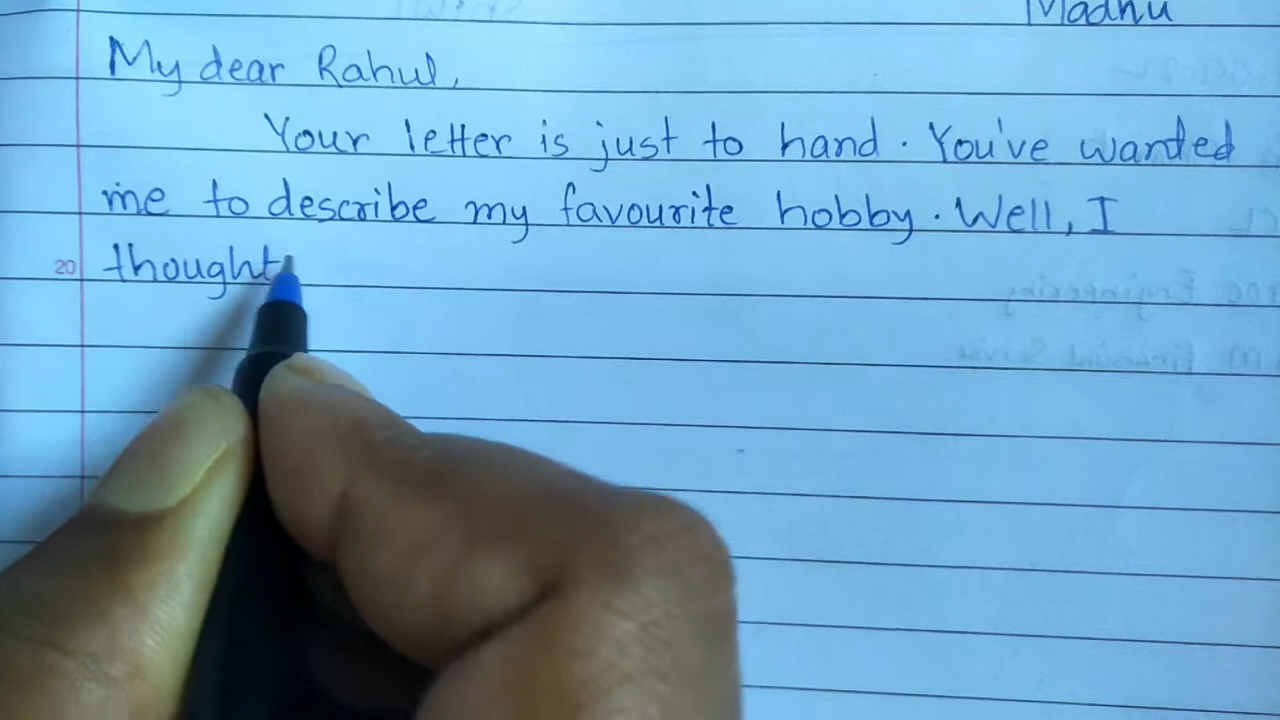 Madhu
My dear Rahul,
Your letter is just to hand. You've wanted
me to describe my favourite hobby. Well, I
20 thought